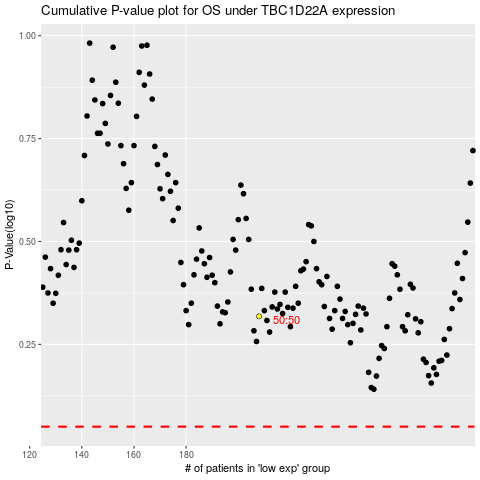 Cumulative P-value plot for OS under TBC1D22A expression
P-Value(log10)
1.00
0.75
0.50
0.25
50:50
120 140 160 180
# of patients in 'low exp' group